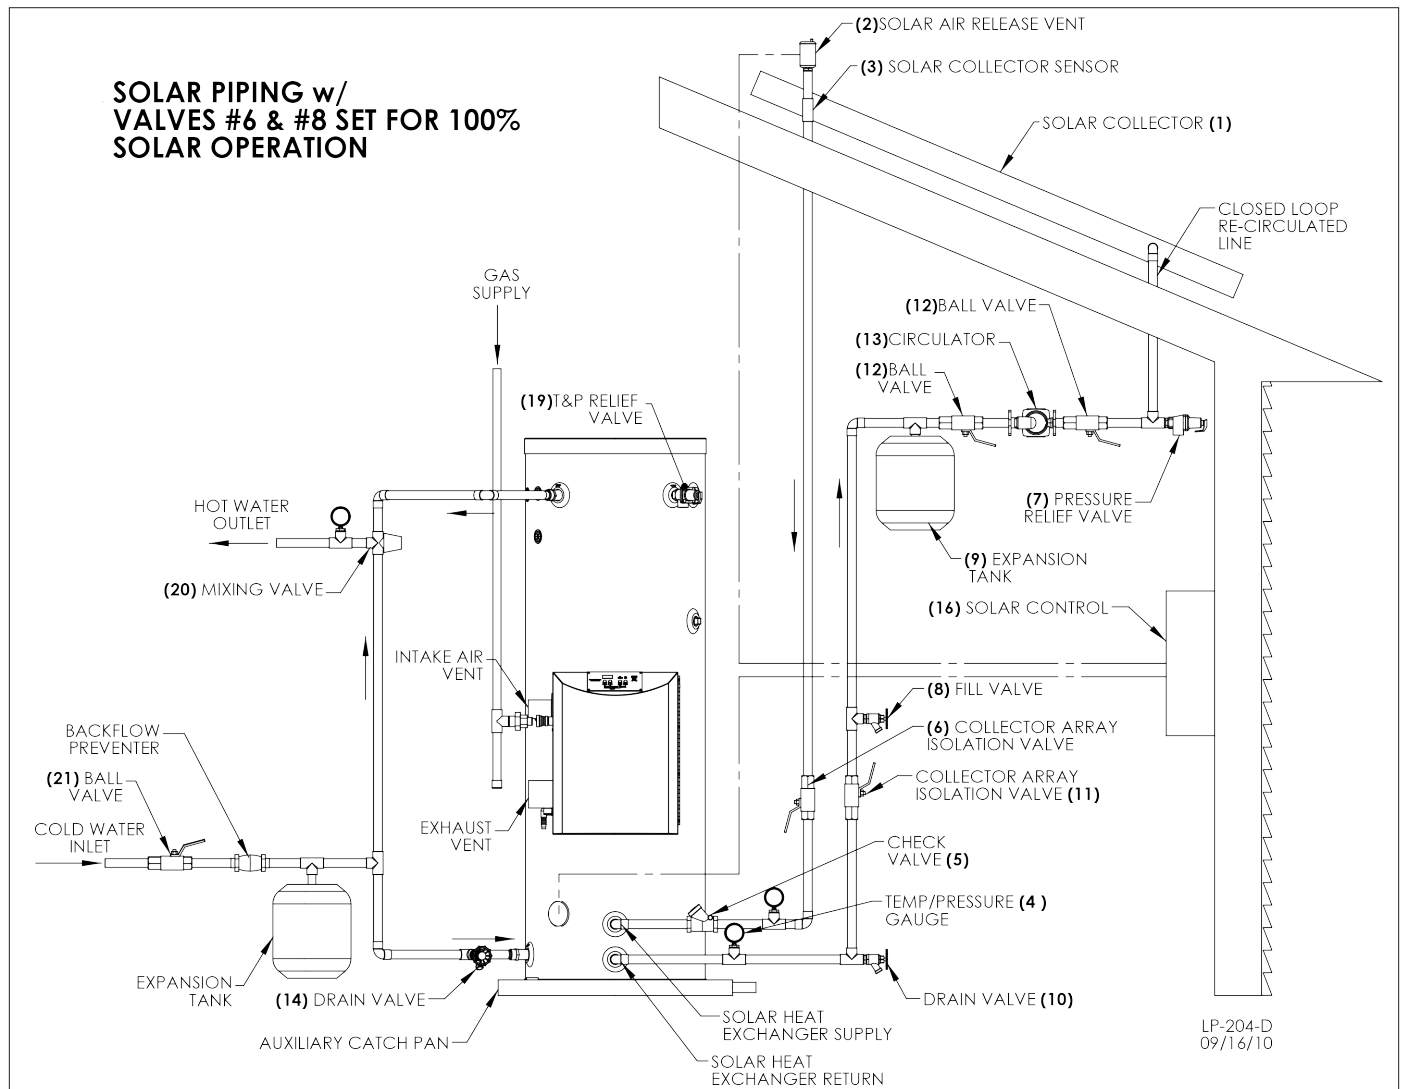 SOLAR PIPING w/
VALVES #6 & #8 SET FOR 100%
SOLAR OPERATION
(2)SOLAR AIR RELEASE VENT
(3) SOLAR COLLECTOR SENSOR
SOLAR COLLECTOR (1)
CLOSED LOOP
RE-CIRCULATED
LINE
GAS
SUPPLY
(12)BALL VALVE
(13)CIRCULATOR
(12)BALL
VALVE
(19)T&P RELIEF
VALVE
HOT WATER
OUTLET
(7) PRESSURE
RELIEF VALVE
(9) EXPANSION
TANK
(20) MIXING VALVE
(16) SOLAR CONTROL
INTAKE AIR
VENT
(8) FILL VALVE
(6) COLLECTOR ARRAY
ISOLATION VALVE
BACKFLOW
PREVENTER
(21) BALL
VALVE
COLLECTOR ARRAY
ISOLATION VALVE (11)
COLD WATER
INLET
EXHAUST
VENT
CHECK
VALVE (5)
TEMP/PRESSURE (4 )
GAUGE
EXPANSION
TANK
(14) DRAIN VALVE
DRAIN VALVE (10)
SOLAR HEAT
EXCHANGER SUPPLY
AUXILIARY CATCH PAN
SOLAR HEAT
EXCHANGER RETURN
LP-204-D
09/16/10